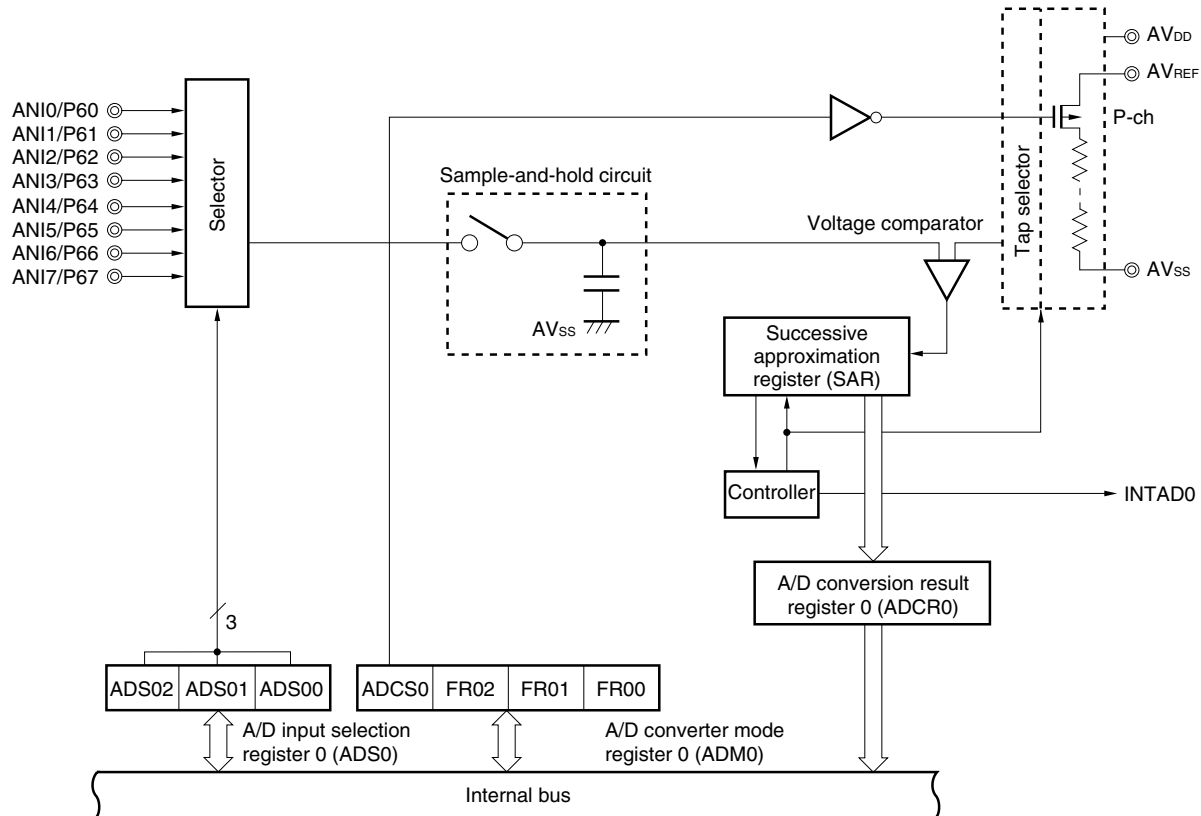 AVDD
AVREF
P-ch
AVSS
Tap selector
ANI0/P60
ANI1/P61
ANI2/P62
ANI3/P63
ANI4/P64
ANI5/P65
ANI6/P66
ANI7/P67
Selector
Sample-and-hold circuit
AVSS
Voltage comparator
Successive
approximation
register (SAR)
Controller
INTAD0
A/D conversion result
register 0 (ADCR0)
3
ADS02 ADS01 ADS00
ADCS0 FR02 FR01 FR00
A/D input selection
register 0 (ADS0)
A/D converter mode
register 0 (ADM0)
Internal bus